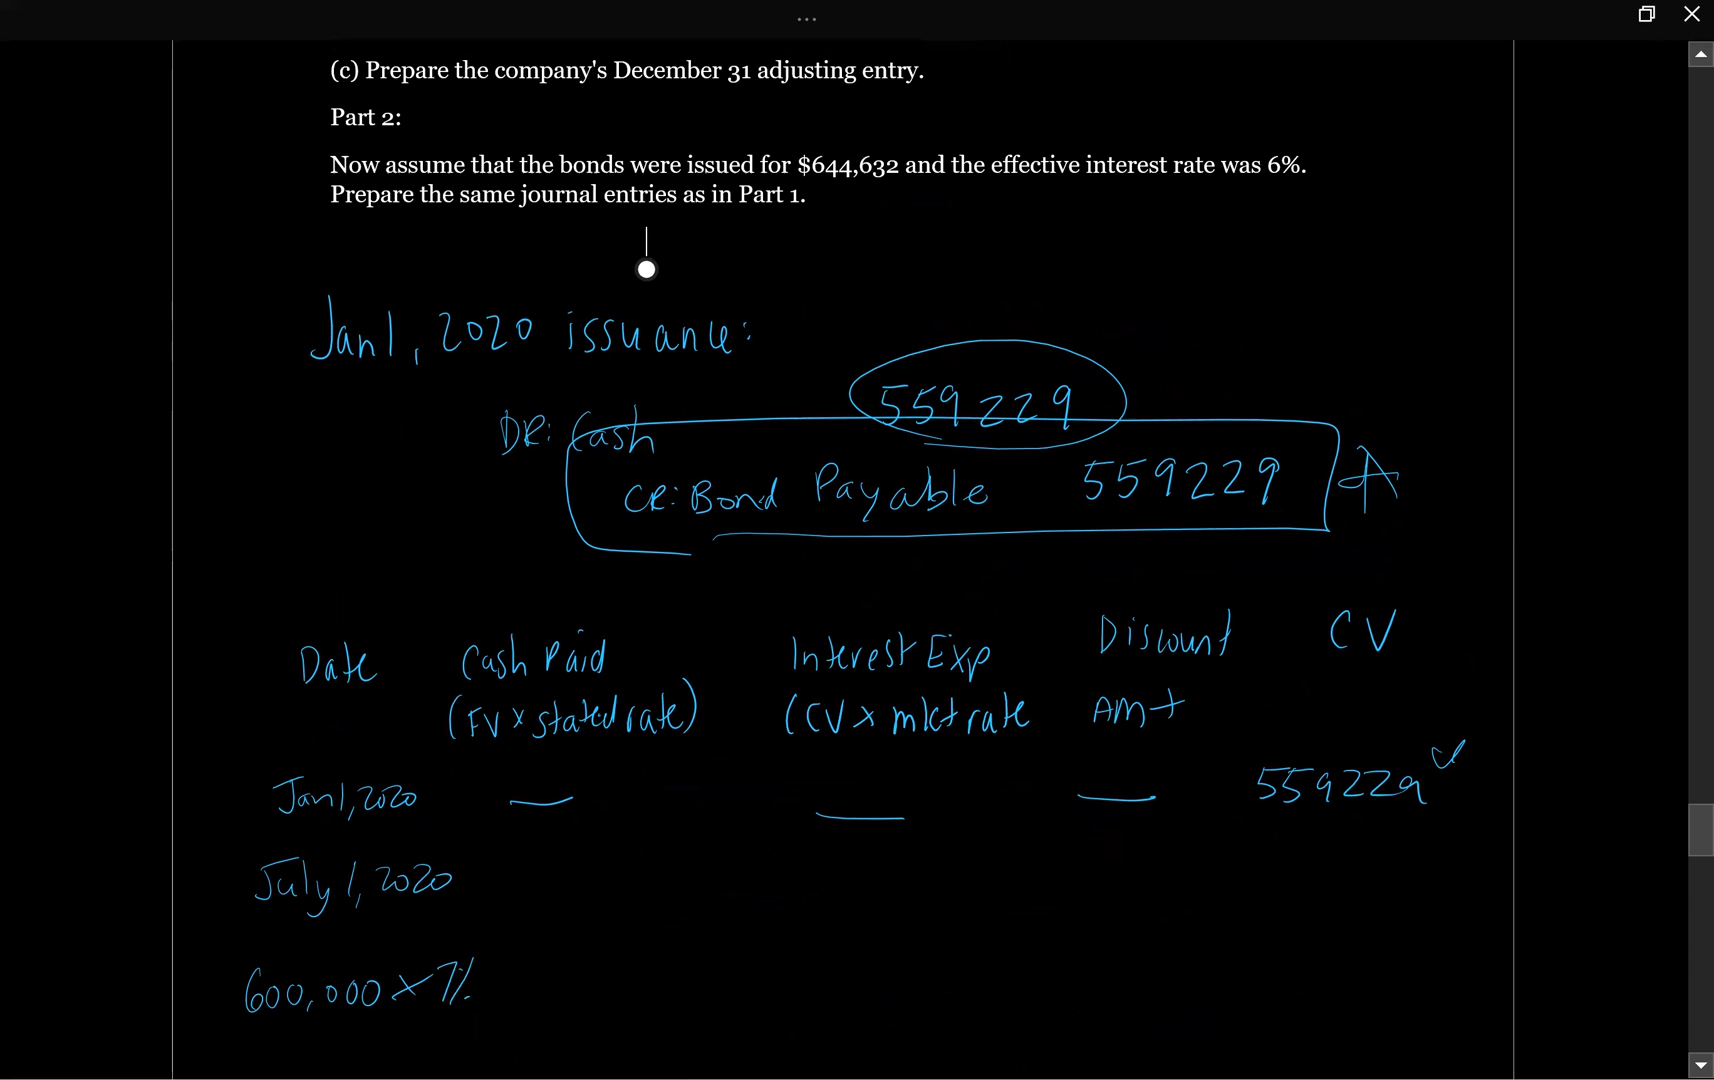 (c) Prepare the company's December 31 adjusting entry.
Part 2:
Now assume that the bonds were issued for $644,632 and the effective interest rate was 6%.
Prepare the same journal entries as in Part 1.
Jan 1, 2020 issuance:
DR: Cash 559229
CR: Bond Payable 559229
Date Cash Paid Interest Exp Discount CV
(FV x stated rate) (CV x mkt rate AMT
Jan 1, 2020 — — — 559229
July 1, 2020
600,000 x 7%